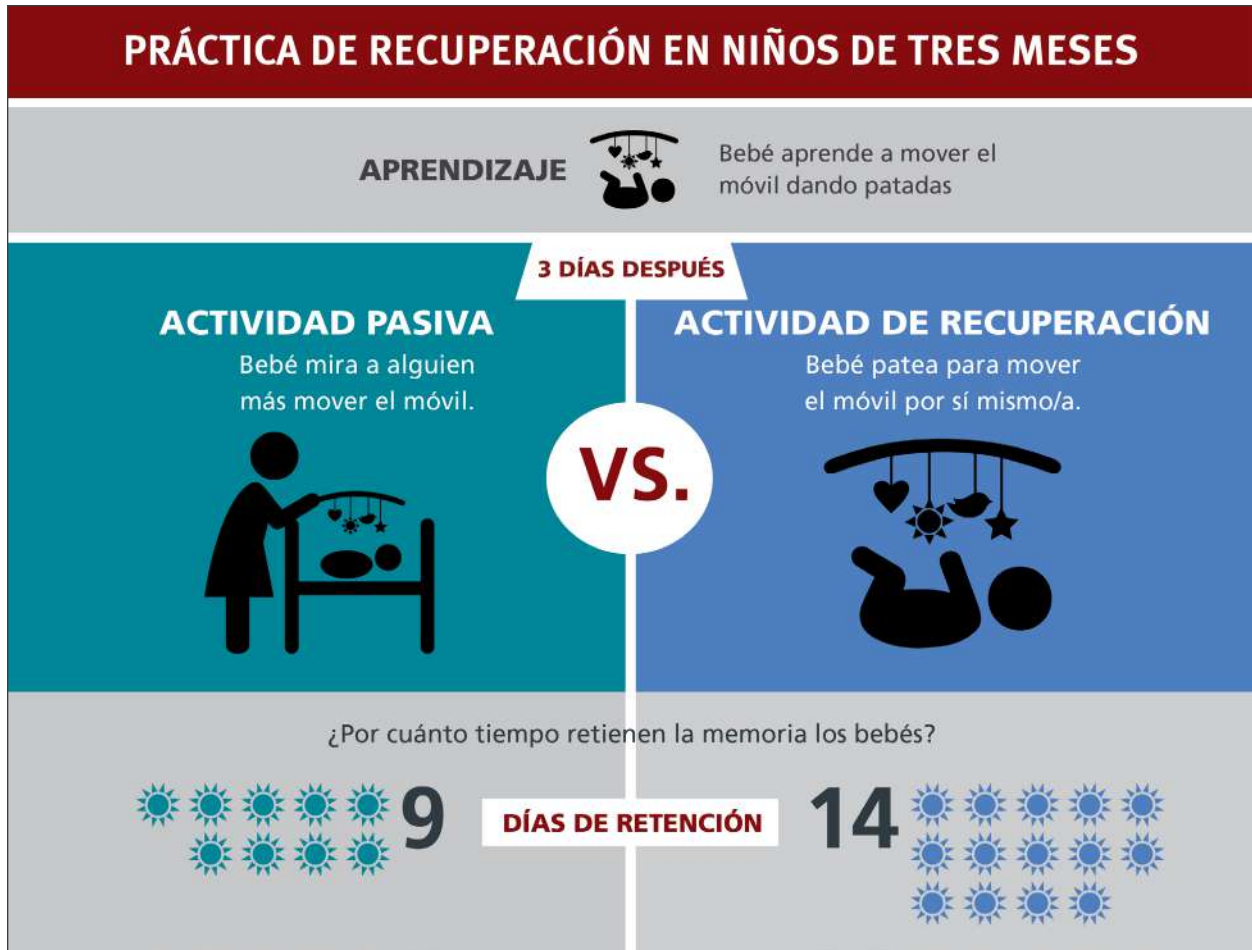 PRÁCTICA DE RECUPERACIÓN EN NIÑOS DE TRES MESES
APRENDIZAJE
Bebé aprende a mover el
móvil dando patadas
3 DÍAS DESPUÉS
ACTIVIDAD PASIVA
Bebé mira a alguien
más mover el móvil.
VS.
ACTIVIDAD DE RECUPERACIÓN
Bebé patea para mover
el móvil por sí mismo/a.
¿Por cuánto tiempo retienen la memoria los bebés?
9
DÍAS DE RETENCIÓN
14